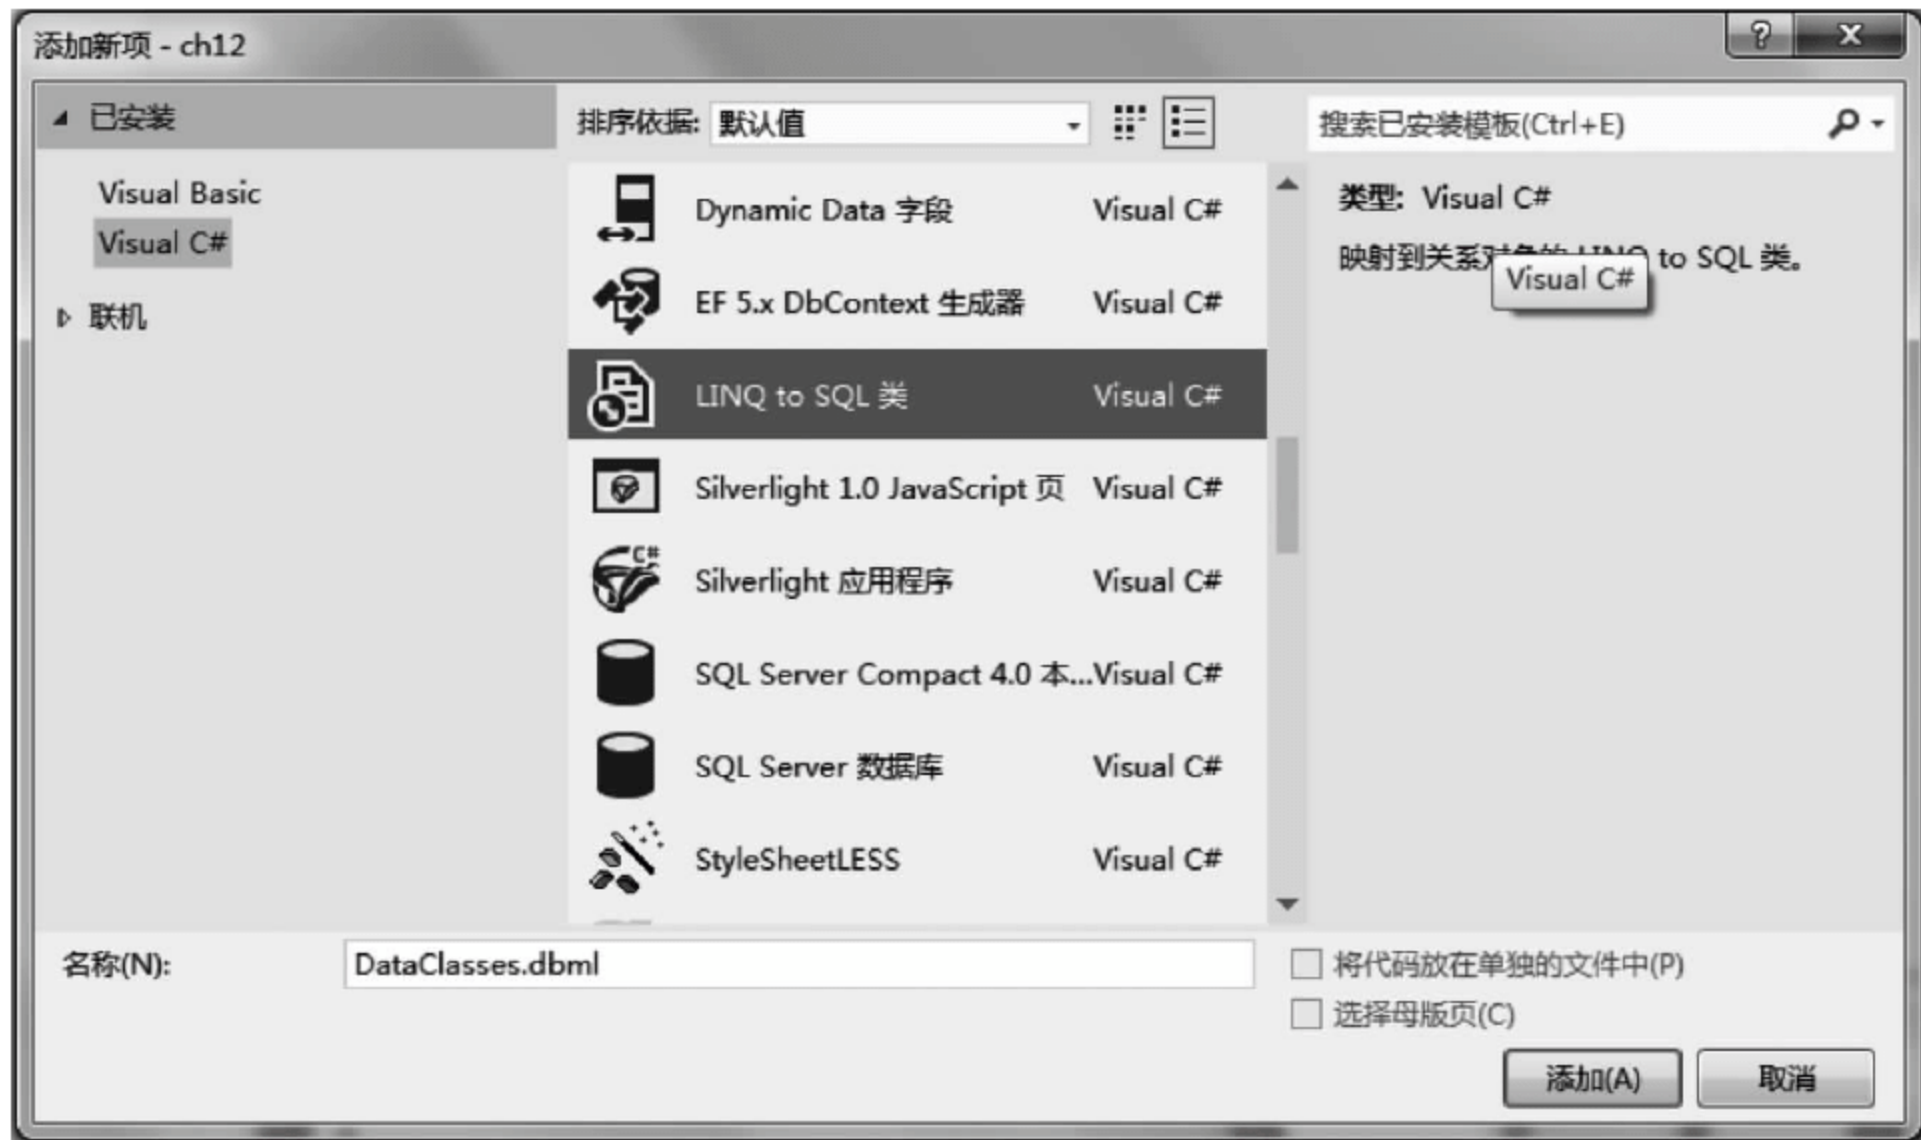 添加新项 - ch12
已安装
Visual Basic
Visual C#
联机
排序依据: 默认值
搜索已安装模板(Ctrl+E)
Dynamic Data 字段 Visual C#
EF 5.x DbContext 生成器 Visual C#
LINQ to SQL 类 Visual C#
Silverlight 1.0 JavaScript 页 Visual C#
Silverlight 应用程序 Visual C#
C#
SQL Server Compact 4.0 本...Visual C#
SQL Server 数据库 Visual C#
StyleSheetLESS Visual C#
类型: Visual C#
映射到关系对象的 LINQ to SQL 类。
Visual C#
名称(N): DataClasses.dbml
将代码放在单独的文件中(P)
选择母版页(C)
添加(A) 取消